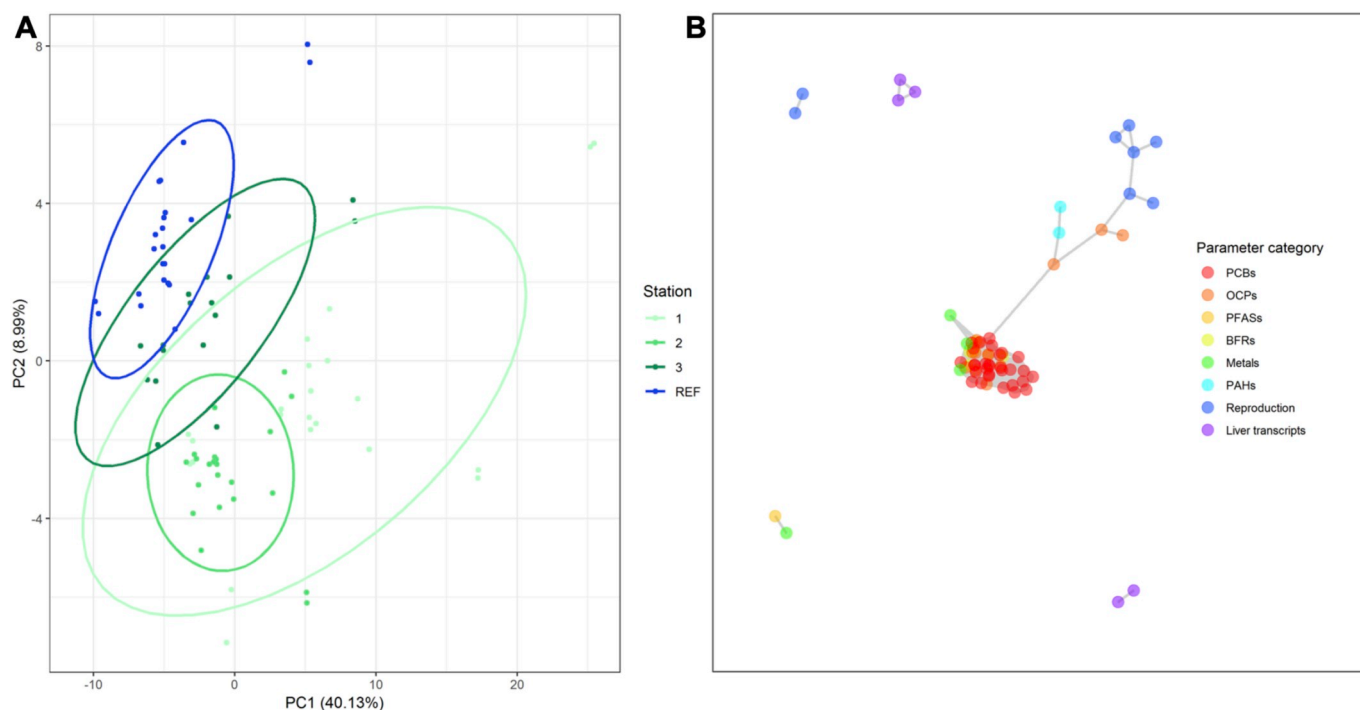 A
8
4
0
-4
-10
0
10
20
PC1 (40.13%)
PC2 (8.99%)
Station
1
2
3
REF
B
Parameter category
PCBs
OCPs
PFASs
BFRs
Metals
PAHs
Reproduction
Liver transcripts